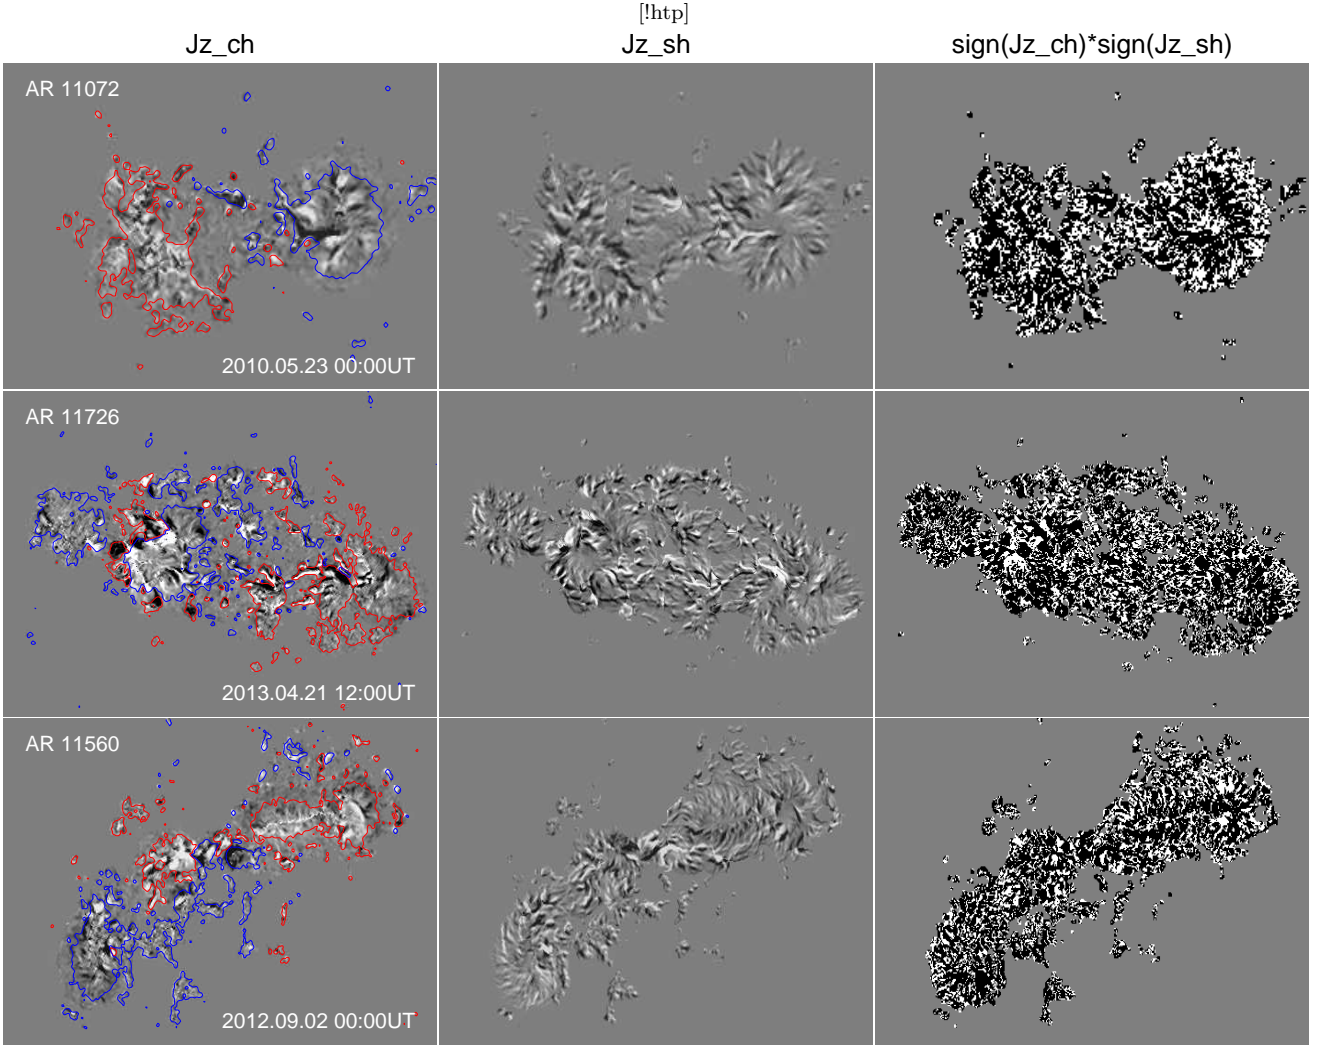 [!htp]
Jz_ch Jz_sh sign(Jz_ch)*sign(Jz_sh)
AR 11072
2010.05.23 00:00UT
AR 11726
2013.04.21 12:00UT
AR 11560
2012.09.02 00:00UT